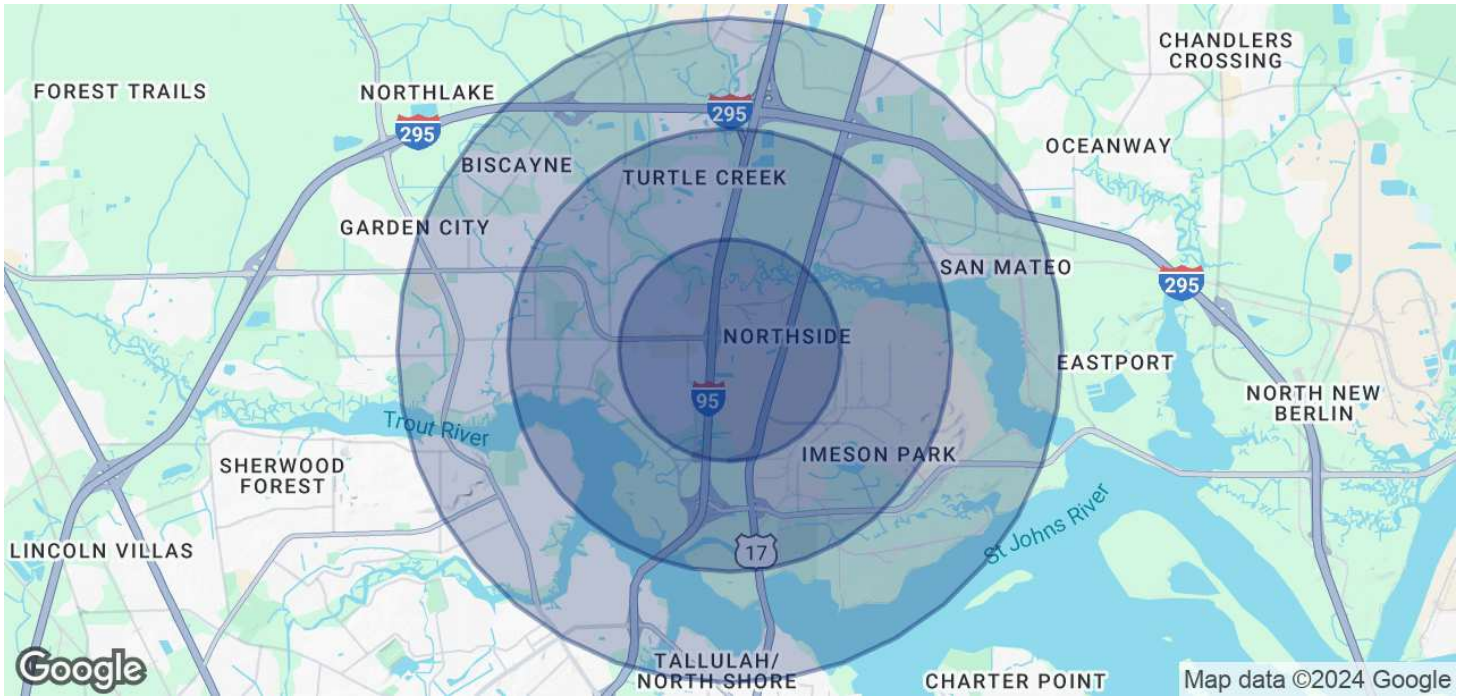 CHANDLERS
CROSSING
FOREST TRAILS
NORTHLAKE
295
295
OCEANWAY
BISCAYNE
TURTLE CREEK
GARDEN CITY
SAN MATEO
295
NORTHSIDE
EASTPORT
95
NORTH NEW
BERLIN
Trout River
IMESON PARK
SHERWOOD
FOREST
St Johns River
LINCOLN VILLAS
17
TALLULAH/
NORTH SHORE
CHARTER POINT
Google
Map data ©2024 Google